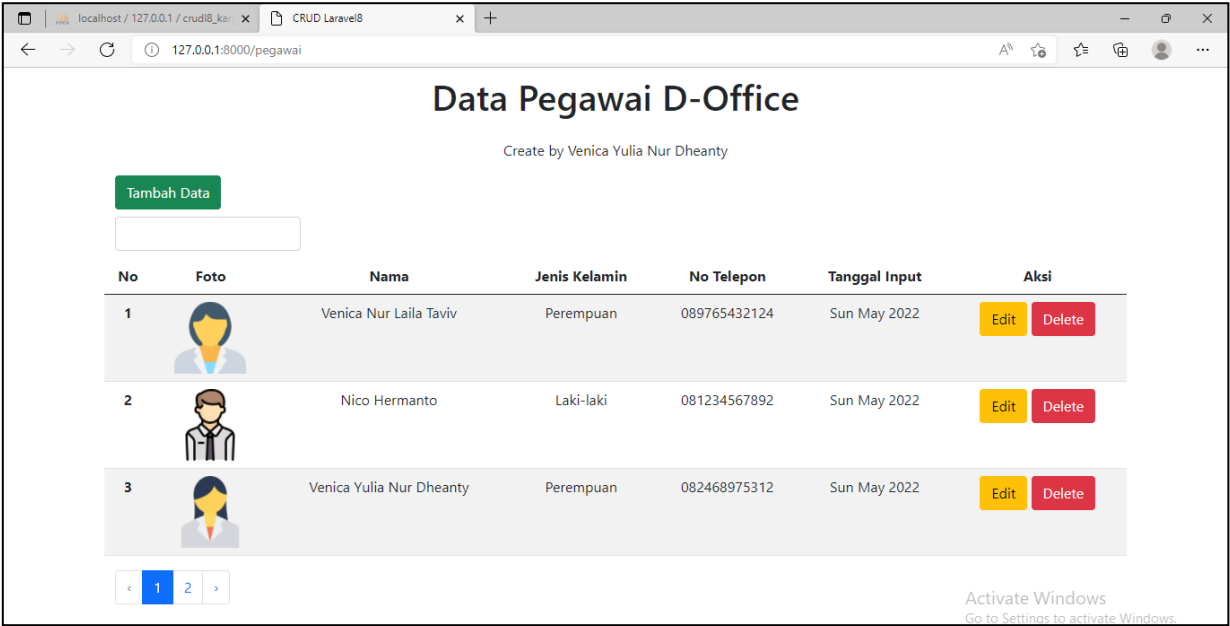 localhost / 127.0.0.1 / crudl8_kar
CRUD Laravel8
127.0.0.1:8000/pegawai
Data Pegawai D-Office
Create by Venica Yulia Nur Dheanty
Tambah Data
No Foto Nama Jenis Kelamin No Telepon Tanggal Input Aksi
1 Venica Nur Laila Taviv Perempuan 089765432124 Sun May 2022 Edit Delete
2 Nico Hermanto Laki-laki 081234567892 Sun May 2022 Edit Delete
3 Venica Yulia Nur Dheanty Perempuan 082468975312 Sun May 2022 Edit Delete
‹ 1 2 ›
Activate Windows
Go to Settings to activate Windows.